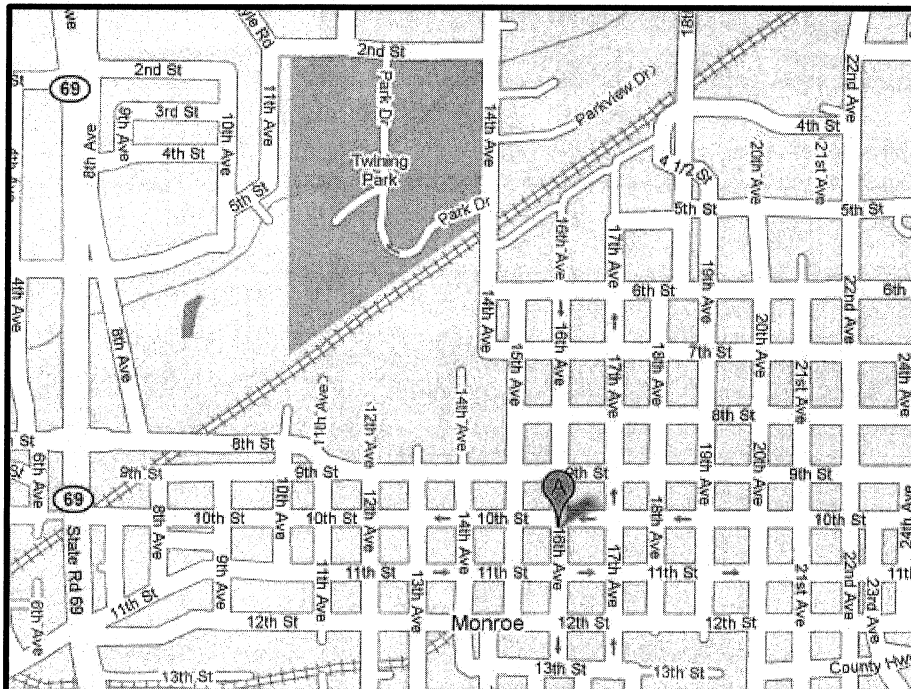 yle Rd
18th
2nd St
2nd St
22nd Ave
69
11th Ave
Park Dr
Parkview Dr
14th Ave
3rd St
9th Ave
10th Ave
8th Ave
4th St
4th St
Twining
Park
4 1/2 St
20th Ave
21st Ave
5th St
Park Dr
5th St
5th St
16th Ave
17th Ave
19th Ave
4th Ave
6th St
6th
22nd Ave
14th Ave
8th Ave
16th Ave
20th Ave
7th St
15th Ave
17th Ave
18th Ave
21st Ave
24th Ave
11th Ave
12th Ave
14th Ave
8th St
St
8th St
6th Ave
9th St
9th St
9th St
9th St
19th Ave
20th Ave
A
69
10th Ave
12th Ave
10th St
10th St
10th St
10th St
18th Ave
24th Ave
State Rd 69
8th Ave
14th Ave
16th Ave
17th Ave
9th Ave
11th St
11th St
11th St
11th
11th Ave
13th Ave
21st Ave
22nd Ave
23rd Ave
6th Ave
11th St
12th St
Monroe
12th St
12th St
13th St
13th St
County Hwy